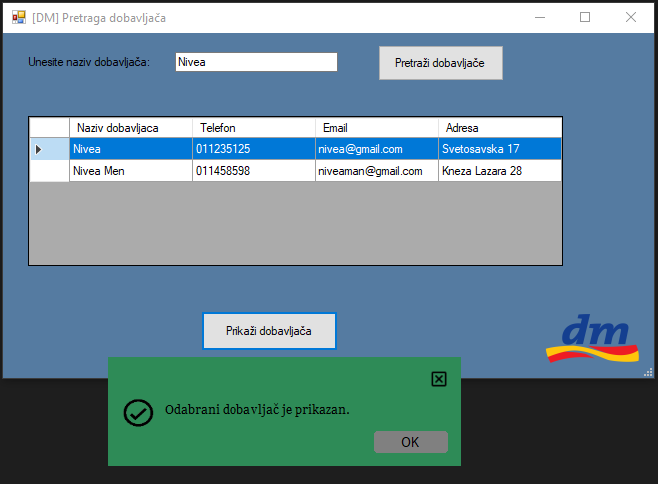 [DM] Pretraga dobavljača
Unesite naziv dobavljača: Nivea Pretraži dobavljače
Naziv dobavljaca Telefon Email Adresa
Nivea 011235125 nivea@gmail.com Svetosavska 17
Nivea Men 011458598 niveaman@gmail.com Kneza Lazara 28
Prikaži dobavljača
dm
Odabrani dobavljač je prikazan.
OK